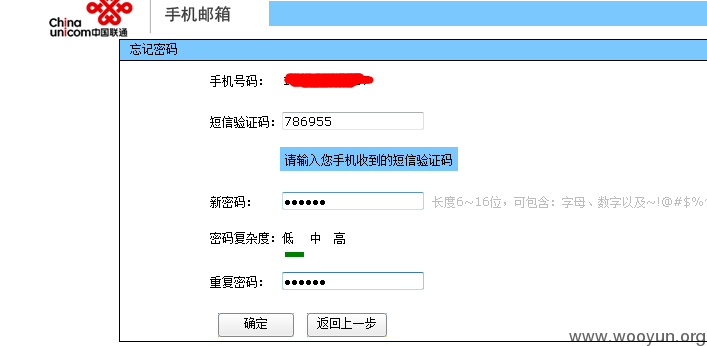 China unicom中国联通
手机邮箱
忘记密码
手机号码：
短信验证码：786955
请输入您手机收到的短信验证码
新密码：●●●●●● 长度6~16位，可包含：字母、数字以及~!@#$%^
密码复杂度：低 中 高
重复密码：●●●●●●
确定 返回上一步
www.wooyun.org